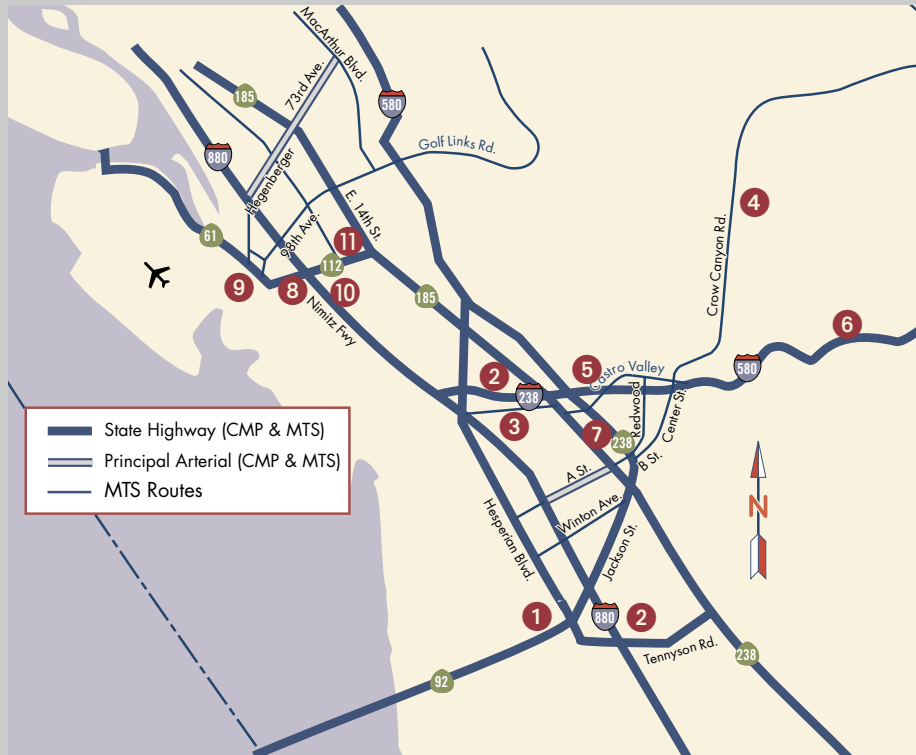 MacArthur Blvd.
73rd Ave.
185
580
880
Golf Links Rd.
Hegenberger
E. 14th St.
98th Ave.
61
11
112
4
Crow Canyon Rd.
9
8
10
Nimitz Fwy
185
6
580
5
2
Castro Valley
238
Redwood
Center St.
3
7
238
State Highway (CMP & MTS)
Principal Arterial (CMP & MTS)
MTS Routes
B St.
A St.
Winton Ave.
N
Hesperian Blvd.
Jackson St.
1
880
2
Tennyson Rd.
238
92